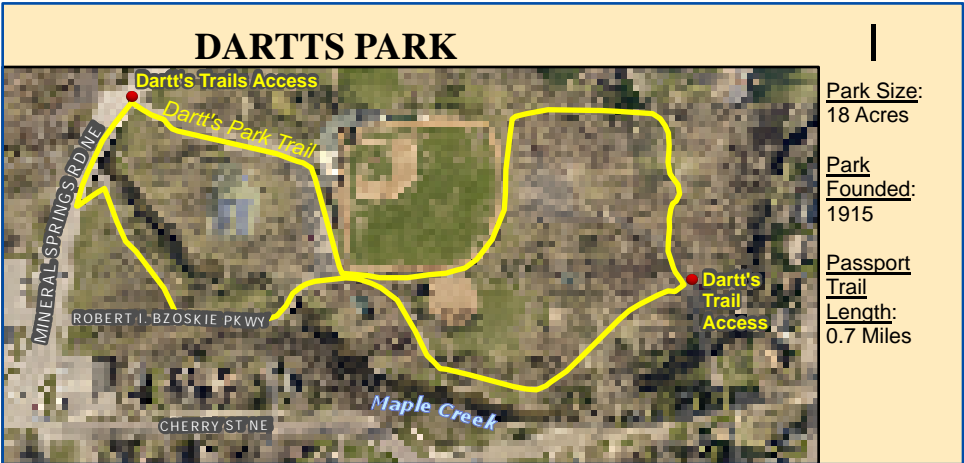 DARTTS PARK
Dartt's Trails Access
Dartt's Park Trail
MINERAL SPRINGS RD NE
ROBERT I. BZOSKIE PKWY
Dartt's
Trail
Access
Maple Creek
CHERRY ST NE
Park Size:
18 Acres
Park
Founded:
1915
Passport
Trail
Length:
0.7 Miles